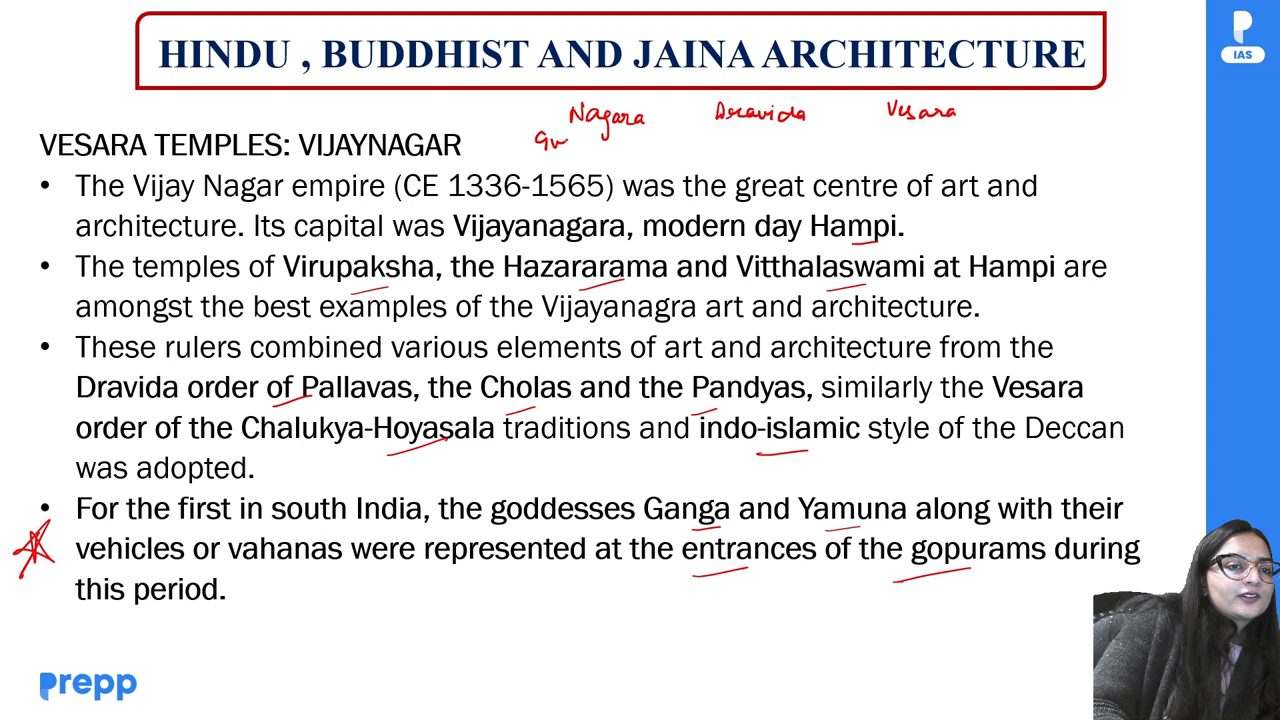 HINDU , BUDDHIST AND JAINA ARCHITECTURE
P
IAS
Nagara Dravida Vesara
VESARA TEMPLES: VIJAYNAGAR
• The Vijay Nagar empire (CE 1336-1565) was the great centre of art and
architecture. Its capital was Vijayanagara, modern day Hampi.
• The temples of Virupaksha, the Hazararama and Vitthalaswami at Hampi are
amongst the best examples of the Vijayanagra art and architecture.
• These rulers combined various elements of art and architecture from the
Dravida order of Pallavas, the Cholas and the Pandyas, similarly the Vesara
order of the Chalukya-Hoyasala traditions and indo-islamic style of the Deccan
was adopted.
• For the first in south India, the goddesses Ganga and Yamuna along with their
vehicles or vahanas were represented at the entrances of the gopurams during
this period.
prepp